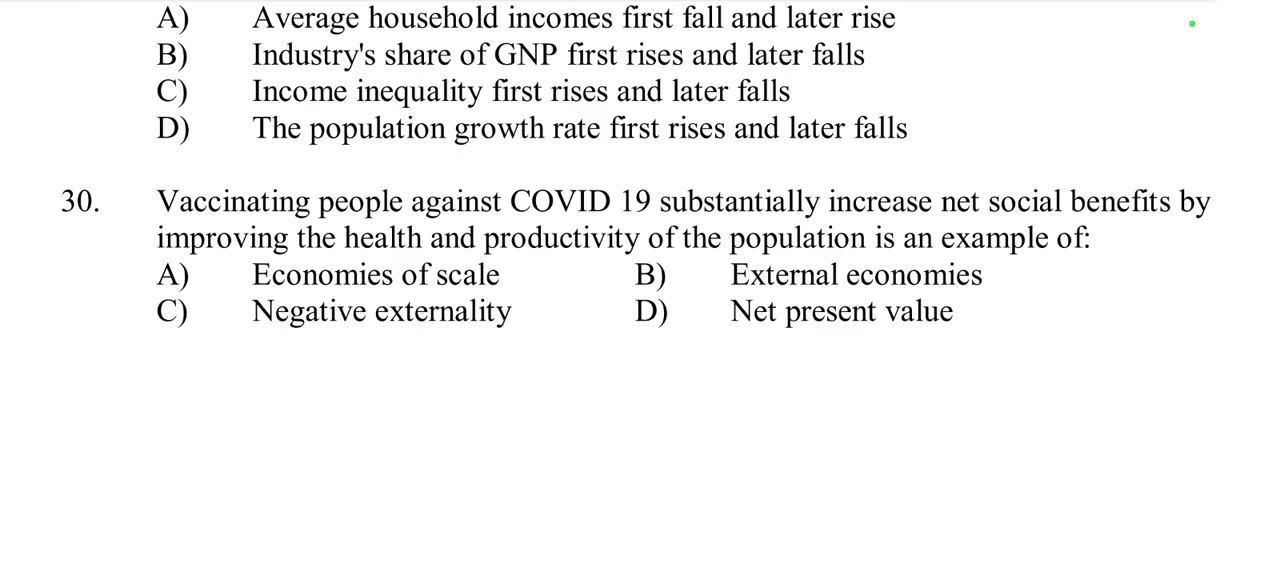 A) Average household incomes first fall and later rise
B) Industry's share of GNP first rises and later falls
C) Income inequality first rises and later falls
D) The population growth rate first rises and later falls
30. Vaccinating people against COVID 19 substantially increase net social benefits by
improving the health and productivity of the population is an example of:
A) Economies of scale B) External economies
C) Negative externality D) Net present value